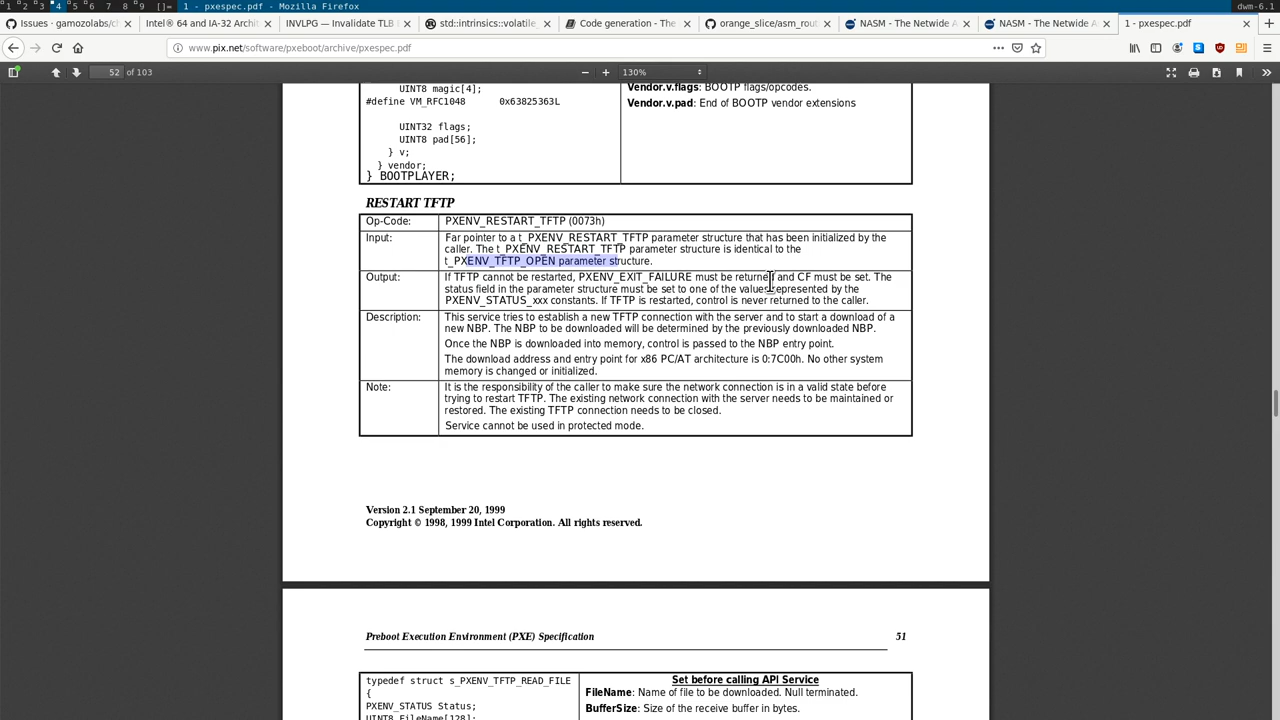 1 2 3 4 5 6 7 8 9 []= 1 - pxespec.pdf - Mozilla Firefox dwm-6.1
Issues · gamozolabs/ch
Intel® 64 and IA-32 Archit
INVLPG — Invalidate TLB E
std::intrinsics::volatile_
Code generation - The
orange_slice/asm_rout
NASM - The Netwide A
NASM - The Netwide A
1 - pxespec.pdf
www.pix.net/software/pxeboot/archive/pxespec.pdf
52 of 103
130%
UINT8 magic[4];
#define VM_RFC1048 0x63825363L
UINT32 flags;
UINT8 pad[56];
} v;
} vendor;
} BOOTPLAYER;
Vendor.v.flags: BOOTP flags/opcodes.
Vendor.v.pad: End of BOOTP vendor extensions
RESTART TFTP
Op-Code: PXENV_RESTART_TFTP (0073h)
Input: Far pointer to a t_PXENV_RESTART_TFTP parameter structure that has been initialized by the
caller. The t_PXENV_RESTART_TFTP parameter structure is identical to the
t_PXENV_TFTP_OPEN parameter structure.
Output: If TFTP cannot be restarted, PXENV_EXIT_FAILURE must be returned and CF must be set. The
status field in the parameter structure must be set to one of the values represented by the
PXENV_STATUS_xxx constants. If TFTP is restarted, control is never returned to the caller.
Description: This service tries to establish a new TFTP connection with the server and to start a download of a
new NBP. The NBP to be downloaded will be determined by the previously downloaded NBP.
Once the NBP is downloaded into memory, control is passed to the NBP entry point.
The download address and entry point for x86 PC/AT architecture is 0:7C00h. No other system
memory is changed or initialized.
Note: It is the responsibility of the caller to make sure the network connection is in a valid state before
trying to restart TFTP. The existing network connection with the server needs to be maintained or
restored. The existing TFTP connection needs to be closed.
Service cannot be used in protected mode.
Version 2.1 September 20, 1999
Copyright © 1998, 1999 Intel Corporation. All rights reserved.
Preboot Execution Environment (PXE) Specification 51
typedef struct s_PXENV_TFTP_READ_FILE
{
PXENV_STATUS Status;
UINT8 FileName[128];
Set before calling API Service
FileName: Name of file to be downloaded. Null terminated.
BufferSize: Size of the receive buffer in bytes.